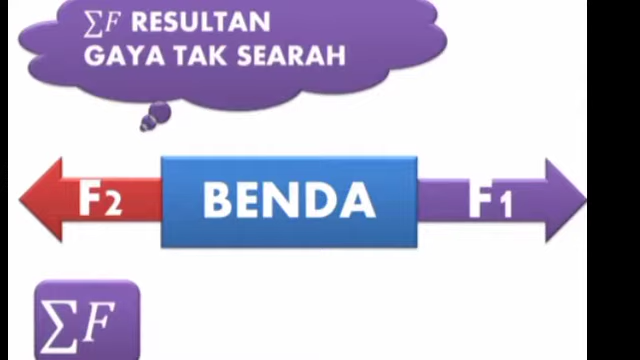 ∑F RESULTAN
GAYA TAK SEARAH
F2 BENDA F1
∑F